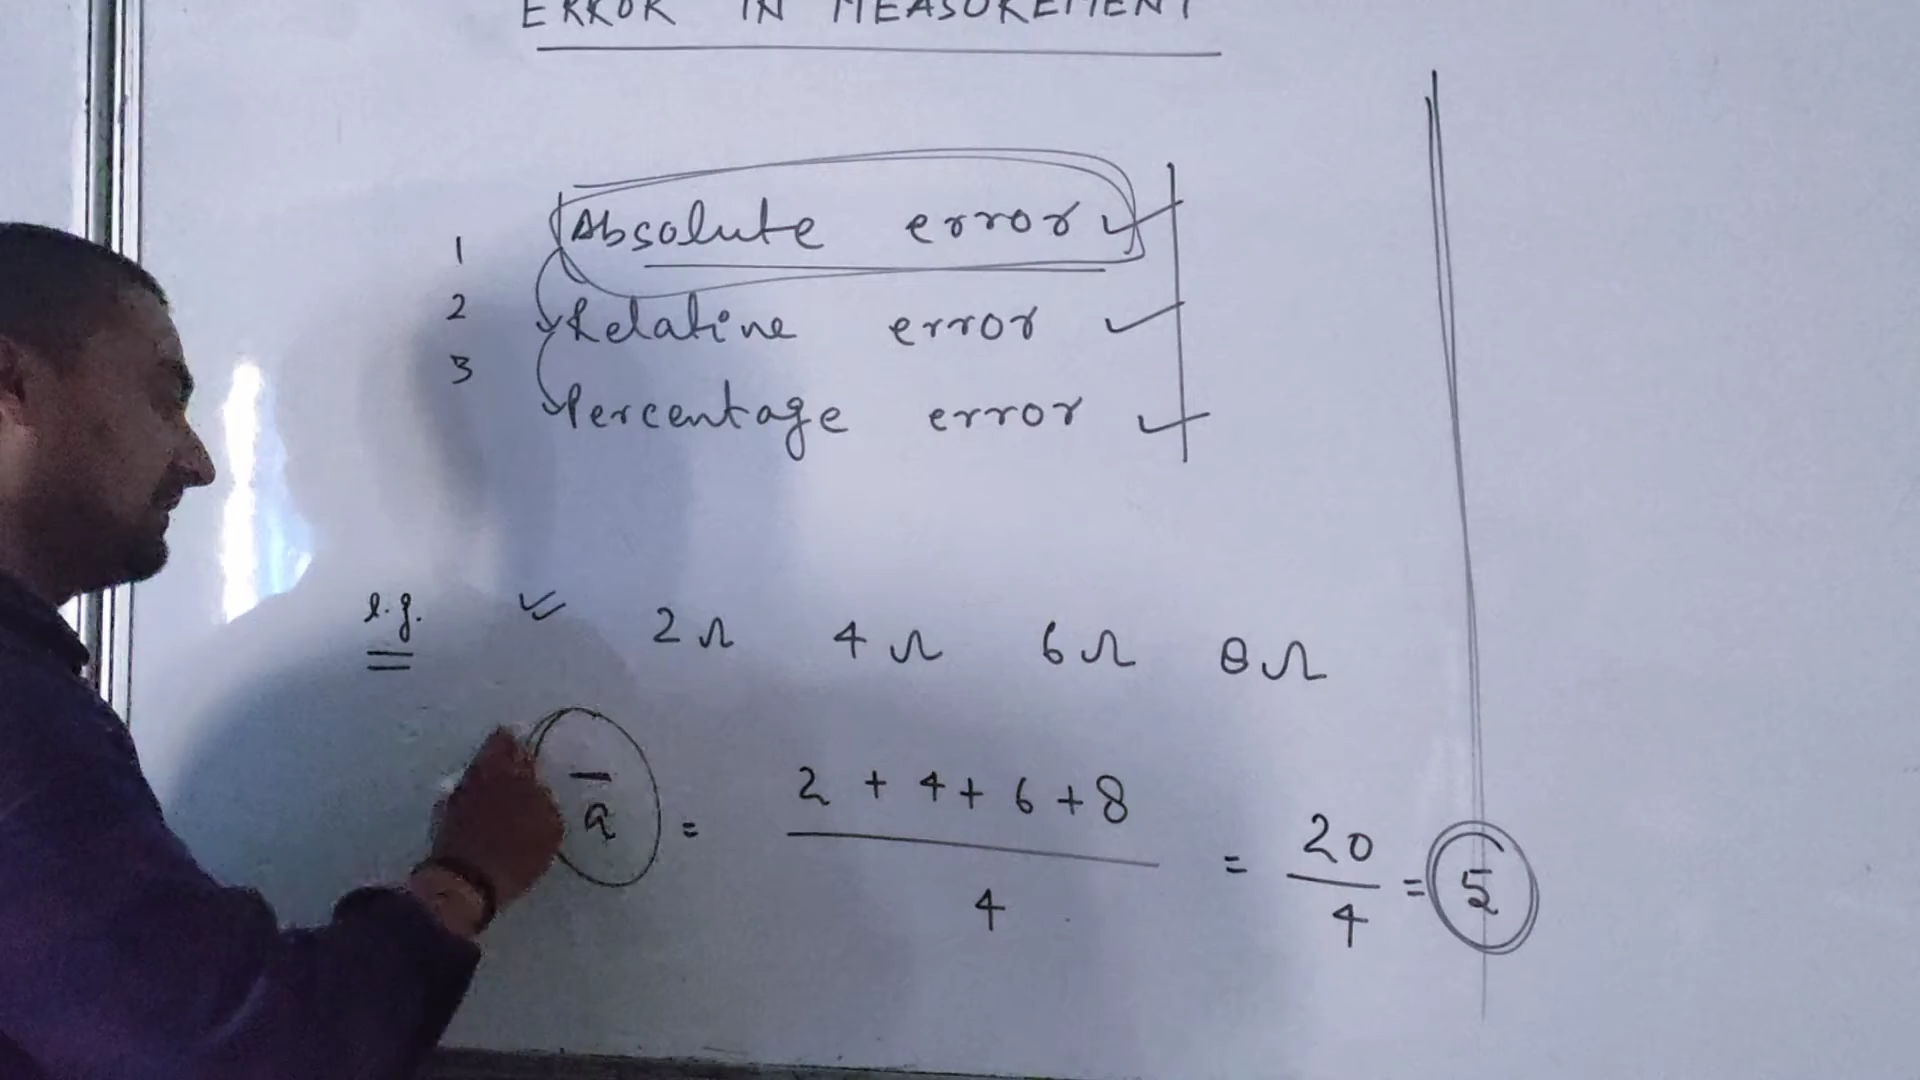 ERROR IN MEASUREMENT
1 Absolute error ✓
2 Relative error ✓
3 Percentage error ✓
e.g. 2Ω 4Ω 6Ω 8Ω
a̅ = (2 + 4 + 6 + 8)/4 = 20/4 = 5